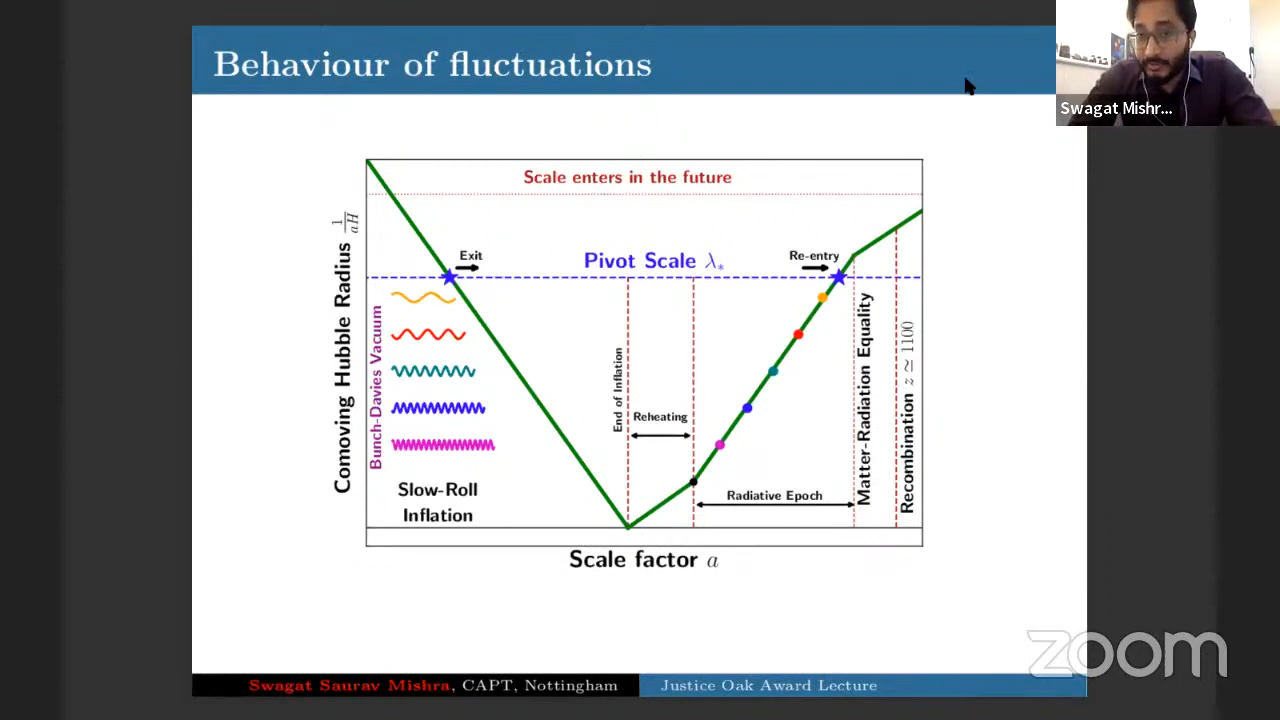 Behaviour of fluctuations
Swagat Mishr...
Scale enters in the future
Exit
Pivot Scale λ*
Re-entry
Comoving Hubble Radius 1/aH
Bunch-Davies Vacuum
End of Inflation
Reheating
Matter-Radiation Equality
Recombination z ≃ 1100
Slow-Roll
Inflation
Radiative Epoch
Scale factor a
zoom
Swagat Saurav Mishra, CAPT, Nottingham
Justice Oak Award Lecture